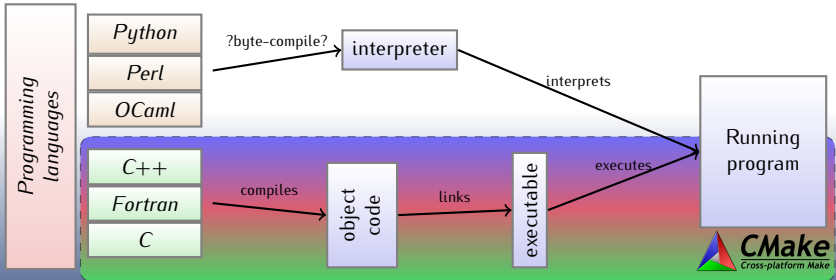 Programming
languages
Python
Perl
OCaml
?byte-compile?
interpreter
interprets
C++
Fortran
C
compiles
object
code
links
executable
executes
Running
program
CMake
Cross-platform Make